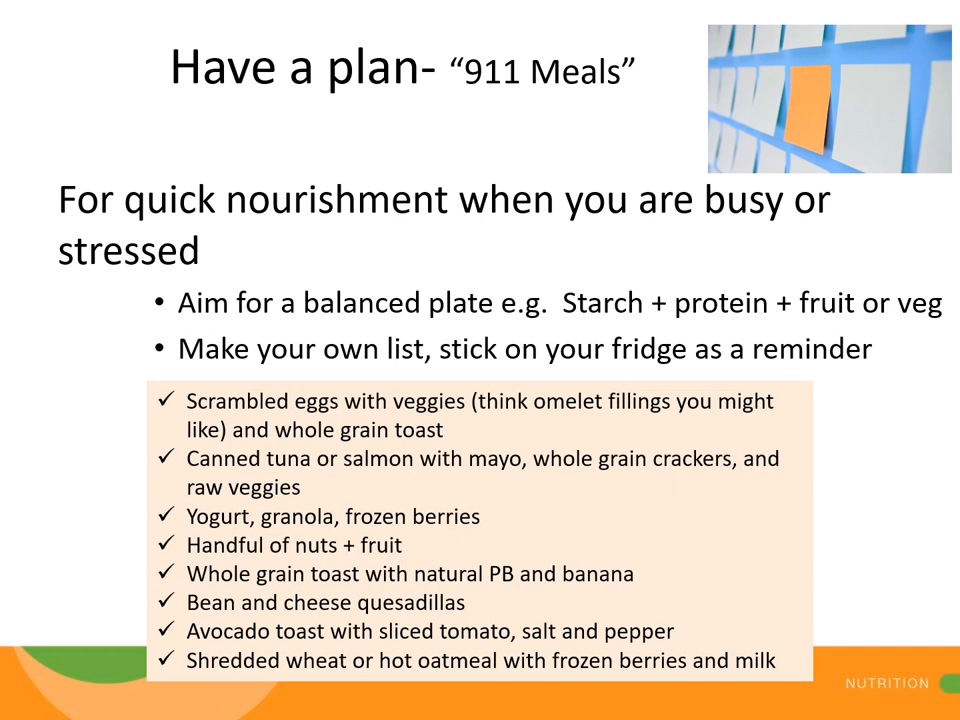 Have a plan- “911 Meals”
For quick nourishment when you are busy or
stressed
• Aim for a balanced plate e.g.  Starch + protein + fruit or veg
• Make your own list, stick on your fridge as a reminder
✓ Scrambled eggs with veggies (think omelet fillings you might
like) and whole grain toast
✓ Canned tuna or salmon with mayo, whole grain crackers, and
raw veggies
✓ Yogurt, granola, frozen berries
✓ Handful of nuts + fruit
✓ Whole grain toast with natural PB and banana
✓ Bean and cheese quesadillas
✓ Avocado toast with sliced tomato, salt and pepper
✓ Shredded wheat or hot oatmeal with frozen berries and milk
NUTRITION